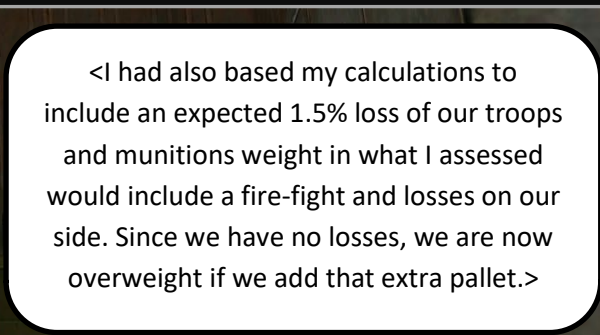 <I had also based my calculations to
include an expected 1.5% loss of our troops
and munitions weight in what I assessed
would include a fire-fight and losses on our
side. Since we have no losses, we are now
overweight if we add that extra pallet.>